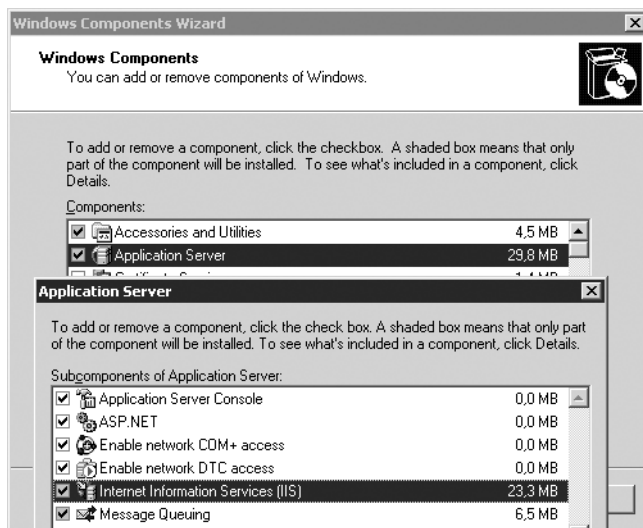 Windows Components Wizard
Windows Components
You can add or remove components of Windows.
To add or remove a component, click the checkbox. A shaded box means that only
part of the component will be installed. To see what's included in a component, click
Details.
Components:
Accessories and Utilities 4,5 MB
Application Server 29,8 MB
Application Server
To add or remove a component, click the check box. A shaded box means that only part
of the component will be installed. To see what's included in a component, click Details.
Subcomponents of Application Server:
Application Server Console 0,0 MB
ASP.NET 0,0 MB
Enable network COM+ access 0,0 MB
Enable network DTC access 0,0 MB
Internet Information Services (IIS) 23,3 MB
Message Queuing 6,5 MB